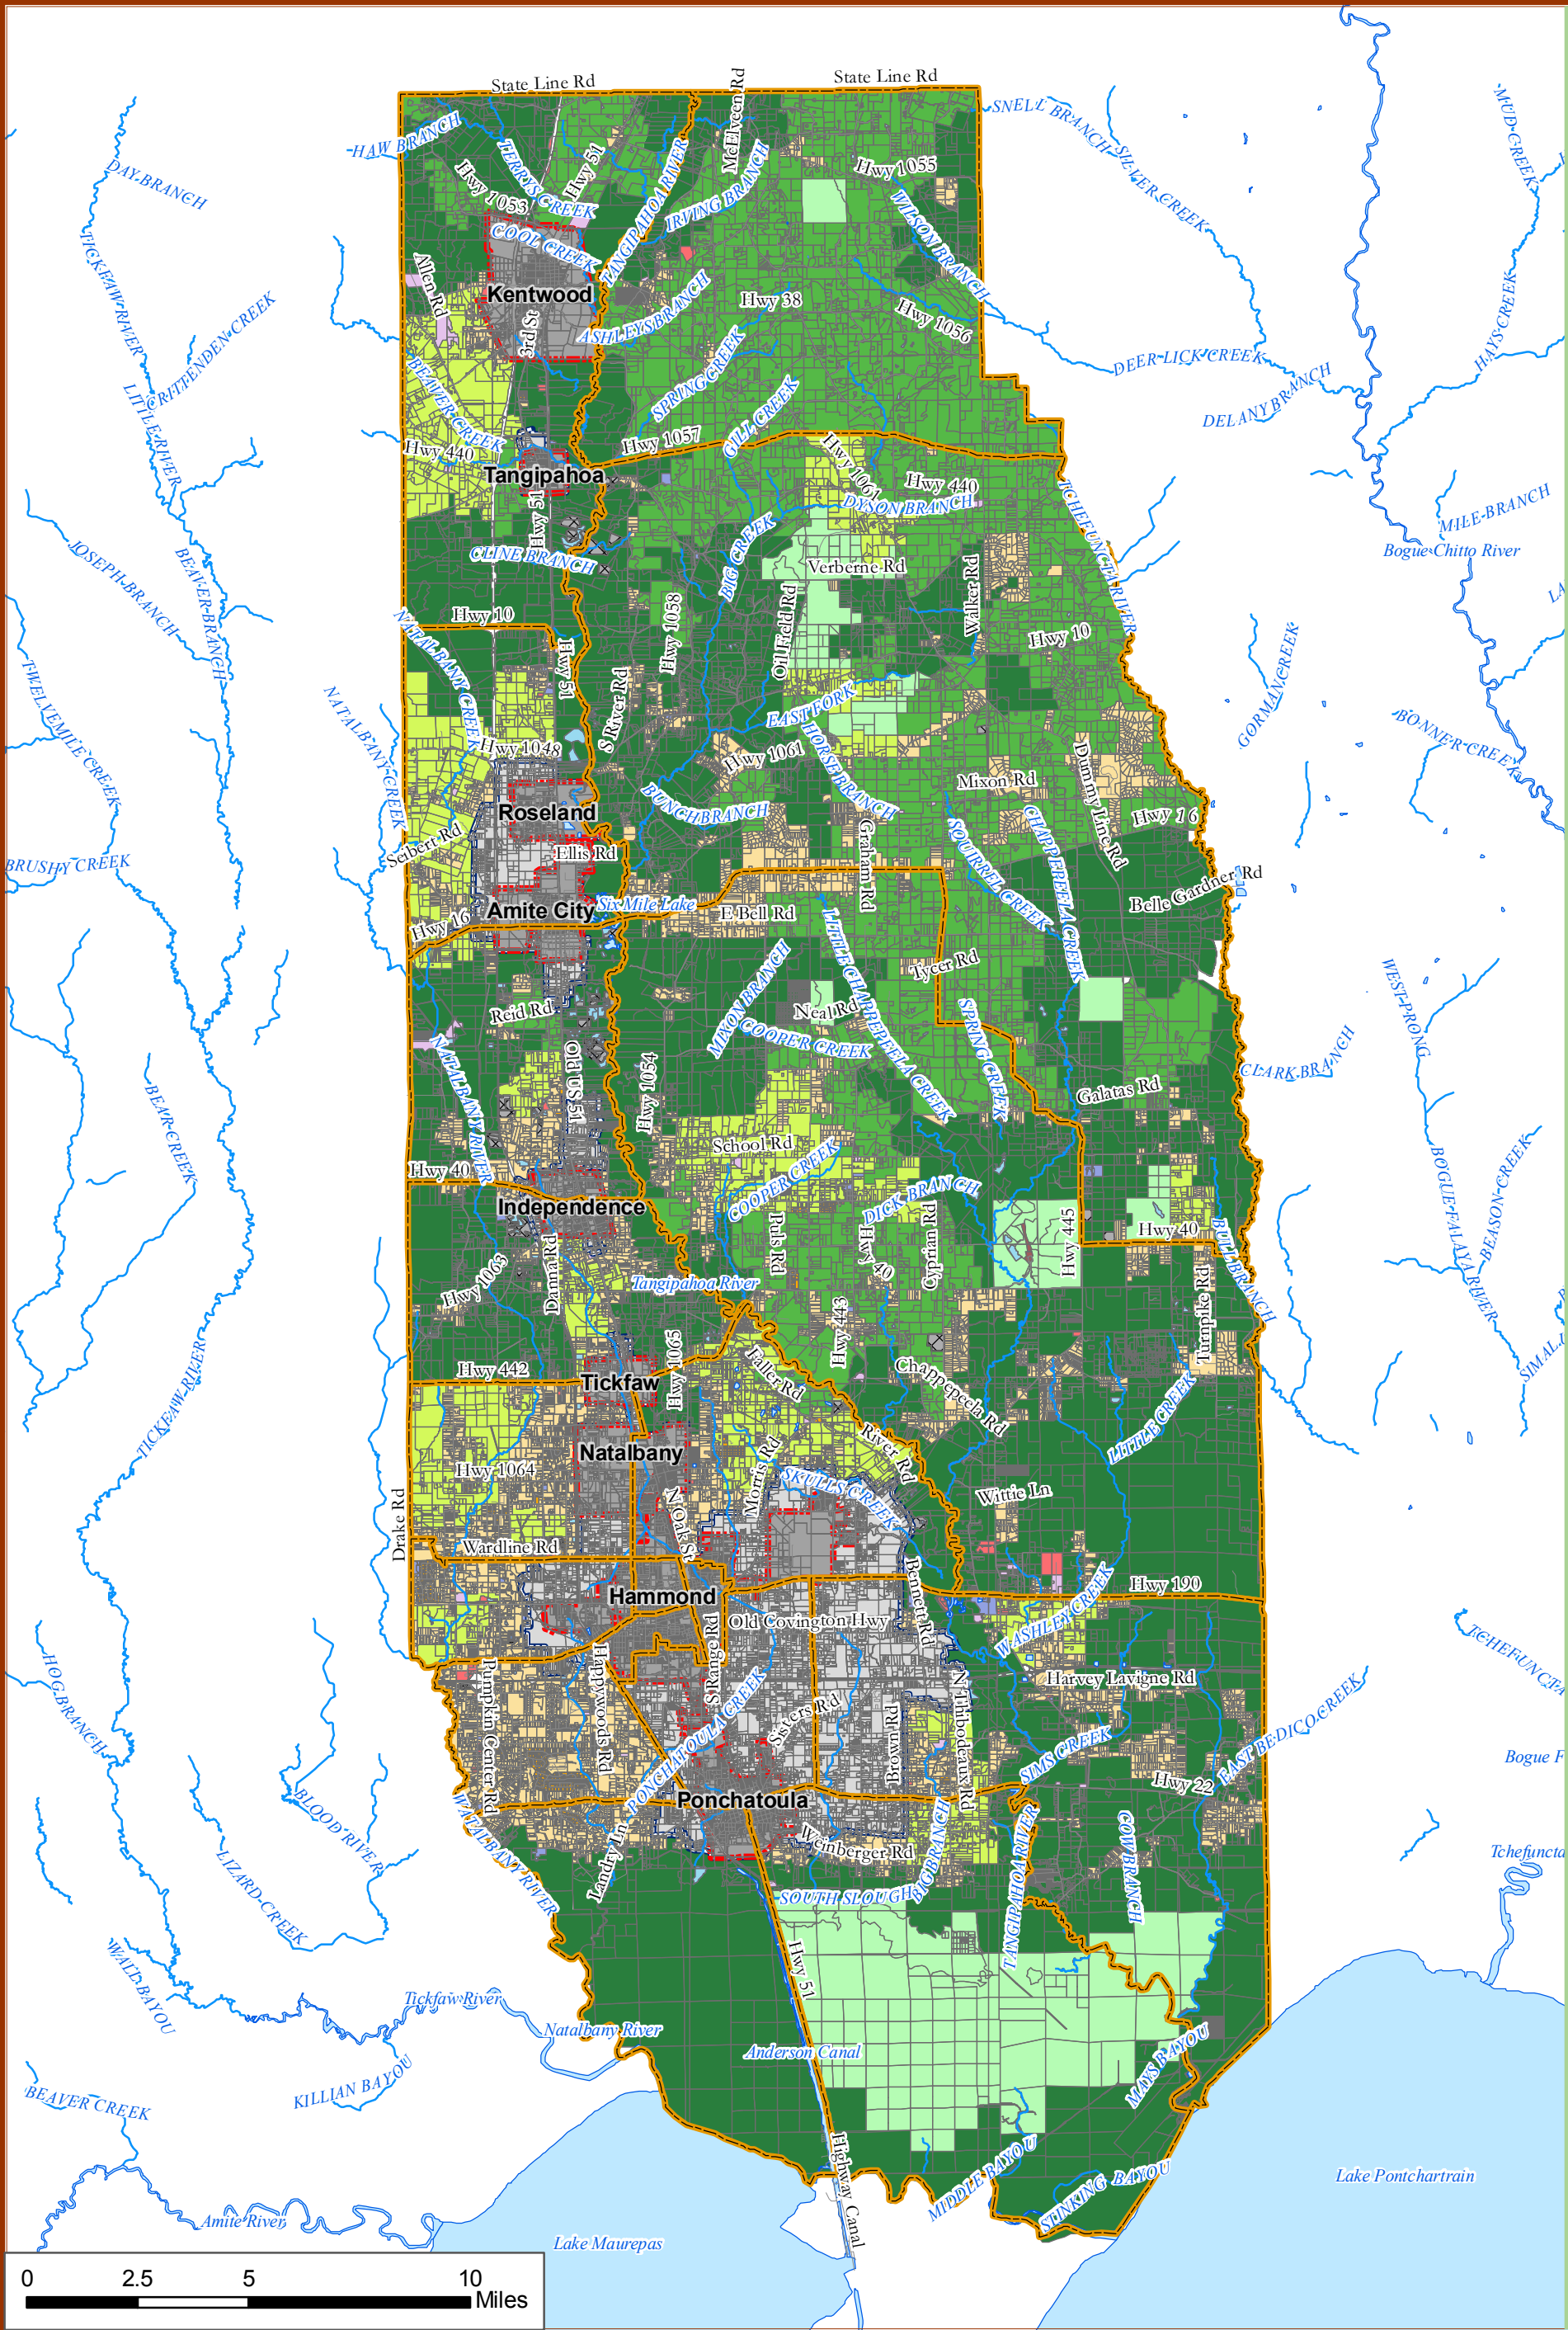 State Line Rd
State Line Rd
McElveen Rd
SNELL BRANCH
MUD CREEK
HAW BRANCH
TERRYS CREEK
Hwy 51
SILVER CREEK
DAY BRANCH
Hwy 1053
TANGIPAHOA RIVER
IRVING BRANCH
Hwy 1055
WILSON BRANCH
COOL CREEK
TICKFAW RIVER
Allen Rd
Kentwood
Hwy 38
Hwy 1056
HAYS CREEK
3rd St
ASHLEYS BRANCH
CRITTENDEN CREEK
DEER LICK CREEK
BEAVER CREEK
SPRING CREEK
DELANY BRANCH
LITTLE RIVER
GILL CREEK
Hwy 440
Hwy 1057
Hwy 1061
Tangipahoa
Hwy 440
DYSON BRANCH
TCHEFUNCTA RIVER
MILE BRANCH
Hwy 51
CLINE BRANCH
BIG CREEK
Bogue Chitto River
JOSEPH BRANCH
BEAVER BRANCH
Verberne Rd
Walker Rd
LA
Hwy 10
NATALBANY CREEK
Hwy 51
Hwy 1058
Oil Field Rd
Hwy 10
GORMAN CREEK
TWELVEMILE CREEK
NATALBANY CREEK
S River Rd
EAST FORK
BONNER CREEK
Hwy 1048
Hwy 1061
HORSE BRANCH
Mixon Rd
Dummy Line Rd
Roseland
BUNCH BRANCH
Hwy 16
Seibert Rd
Ellis Rd
Graham Rd
SQUIRREL CREEK
CHAPPEPEELA CREEK
BRUSHY CREEK
Belle Gardner Rd
Amite City
Six Mile Lake
E Bell Rd
Hwy 16
LITTLE CHAPPEPEELA CREEK
Tycer Rd
MIXON BRANCH
WEST PRONG
Reid Rd
Neal Rd
COOPER CREEK
SPRING CREEK
Old US 51
NATALBANY RIVER
Hwy 1054
CLARK BRANCH
Galatas Rd
BEAR CREEK
School Rd
Hwy 40
COOPER CREEK
DICK BRANCH
BOGUE FALAYA RIVER
BEASON CREEK
Independence
Puls Rd
Hwy 40
Cyprian Rd
Hwy 445
Hwy 40
BULL BRANCH
Danna Rd
Hwy 1063
Tangipahoa River
Turnpike Rd
Hwy 443
Hwy 1065
TICKFAW RIVER
Hwy 442
Tickfaw
Faller Rd
Chappepeela Rd
LITTLE CREEK
Natalbany
River Rd
Hwy 1064
Morris Rd
SKULLS CREEK
Wittie Ln
Drake Rd
N Oak St
Wardline Rd
Hammond
Bennett Rd
Hwy 190
Old Covington Hwy
WASHLEY CREEK
TCHEFUNCTA
S Range Rd
Happywoods Rd
Pumpkin Center Rd
Harvey Lavigne Rd
HOG BRANCH
N Thibodeaux Rd
PONCHATOULA CREEK
Sisters Rd
Brown Rd
SIMS CREEK
EAST BEDICO CREEK
Bogue F
Hwy 22
BLOOD RIVER
Ponchatoula
NATALBANY RIVER
Landry Ln
Weinberger Rd
BIG BRANCH
TANGIPAHOA RIVER
COW BRANCH
Tchefuncta
LIZARD CREEK
SOUTH SLOUGH
WALL BAYOU
Hwy 51
Tickfaw River
Natalbany River
Anderson Canal
MAYS BAYOU
BEAVER CREEK
KILLIAN BAYOU
Highway Canal
MIDDLE BAYOU
STINKING BAYOU
Lake Pontchartrain
Amite River
Lake Maurepas
0 2.5 5 10
Miles